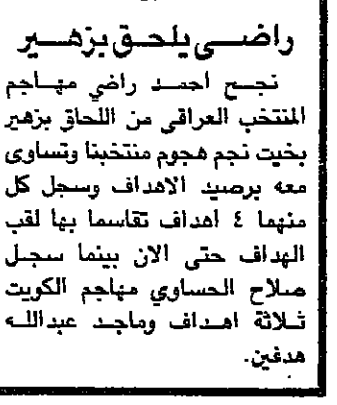 راضى يلحق بزهير
نجح احمد راضي مهاجم
المنتخب العراقى من اللحاق بزهير
بخيت نجم هجوم منتخبنا وتساوى
معه برصيد الاهداف وسجل كل
منهما ٤ اهداف تقاسما بها لقب
الهداف حتى الان بينما سجل
صلاح الحساوي مهاجم الكويت
ثلاثة اهداف وماجد عبدالله
هدفين.